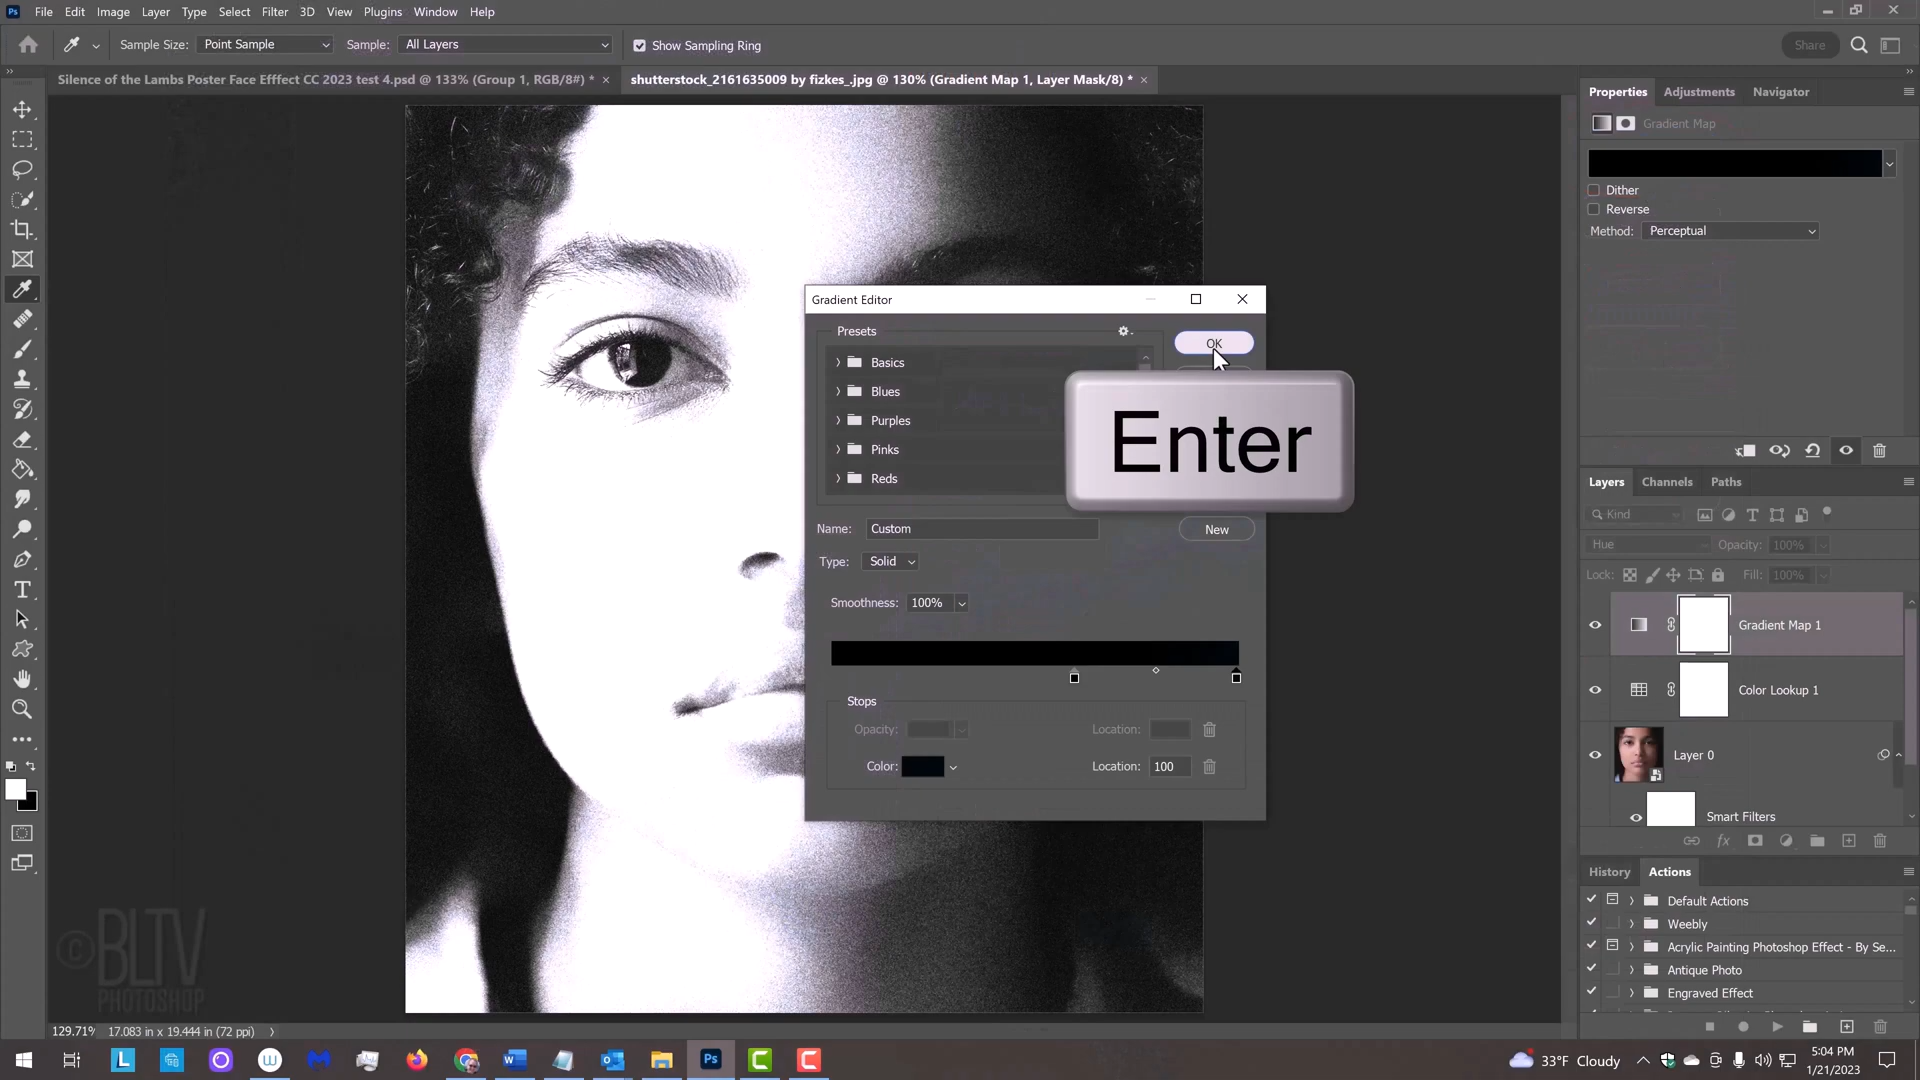 Ps File Edit Image Layer Type Select Filter 3D View Plugins Window Help
Sample Size: Point Sample Sample: All Layers Show Sampling Ring Share
Silence of the Lambs Poster Face Efffect CC 2023 test 4.psd @ 133% (Group 1, RGB/8#) *
shutterstock_2161635009 by fizkes_.jpg @ 130% (Gradient Map 1, Layer Mask/8) *
Properties Adjustments Navigator
Gradient Map
Dither
Reverse
Method: Perceptual
Gradient Editor
Presets
OK
Basics
Blues
Purples
Pinks
Reds
Enter
Name: Custom
New
Type: Solid
Smoothness: 100%
Stops
Opacity: Location:
Color: Location: 100
Layers Channels Paths
Kind
Hue Opacity: 100%
Lock: Fill: 100%
Gradient Map 1
Color Lookup 1
Layer 0
Smart Filters
fx
History Actions
Default Actions
Weebly
Acrylic Painting Photoshop Effect - By Se...
Antique Photo
Engraved Effect
©BLTV
PHOTOSHOP
129.71% 17.083 in x 19.444 in (72 ppi)
33°F Cloudy
5:04 PM
1/21/2023